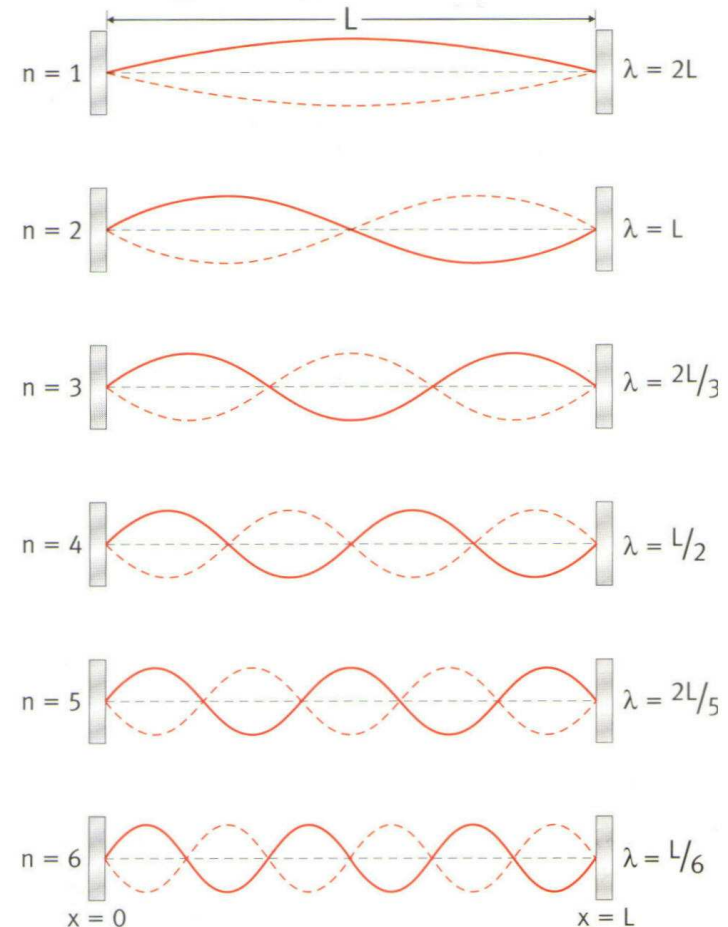 L
n = 1 λ = 2L
n = 2 λ = L
n = 3 λ = 2L/3
n = 4 λ = L/2
n = 5 λ = 2L/5
n = 6 λ = L/6
x = 0 x = L